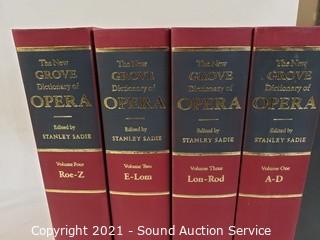 The New
GROVE
Dictionary of
OPERA
Edited by
STANLEY SADIE
Volume Four
Roe-Z
The New
GROVE
Dictionary of
OPERA
Edited by
STANLEY SADIE
Volume Two
E-Lom
The New
GROVE
Dictionary of
OPERA
Edited by
STANLEY SADIE
Volume Three
Lon-Rod
The New
GROVE
Dictionary of
OPERA
Edited by
STANLEY SADIE
Volume One
A-D
Copyright 2021 - Sound Auction Service